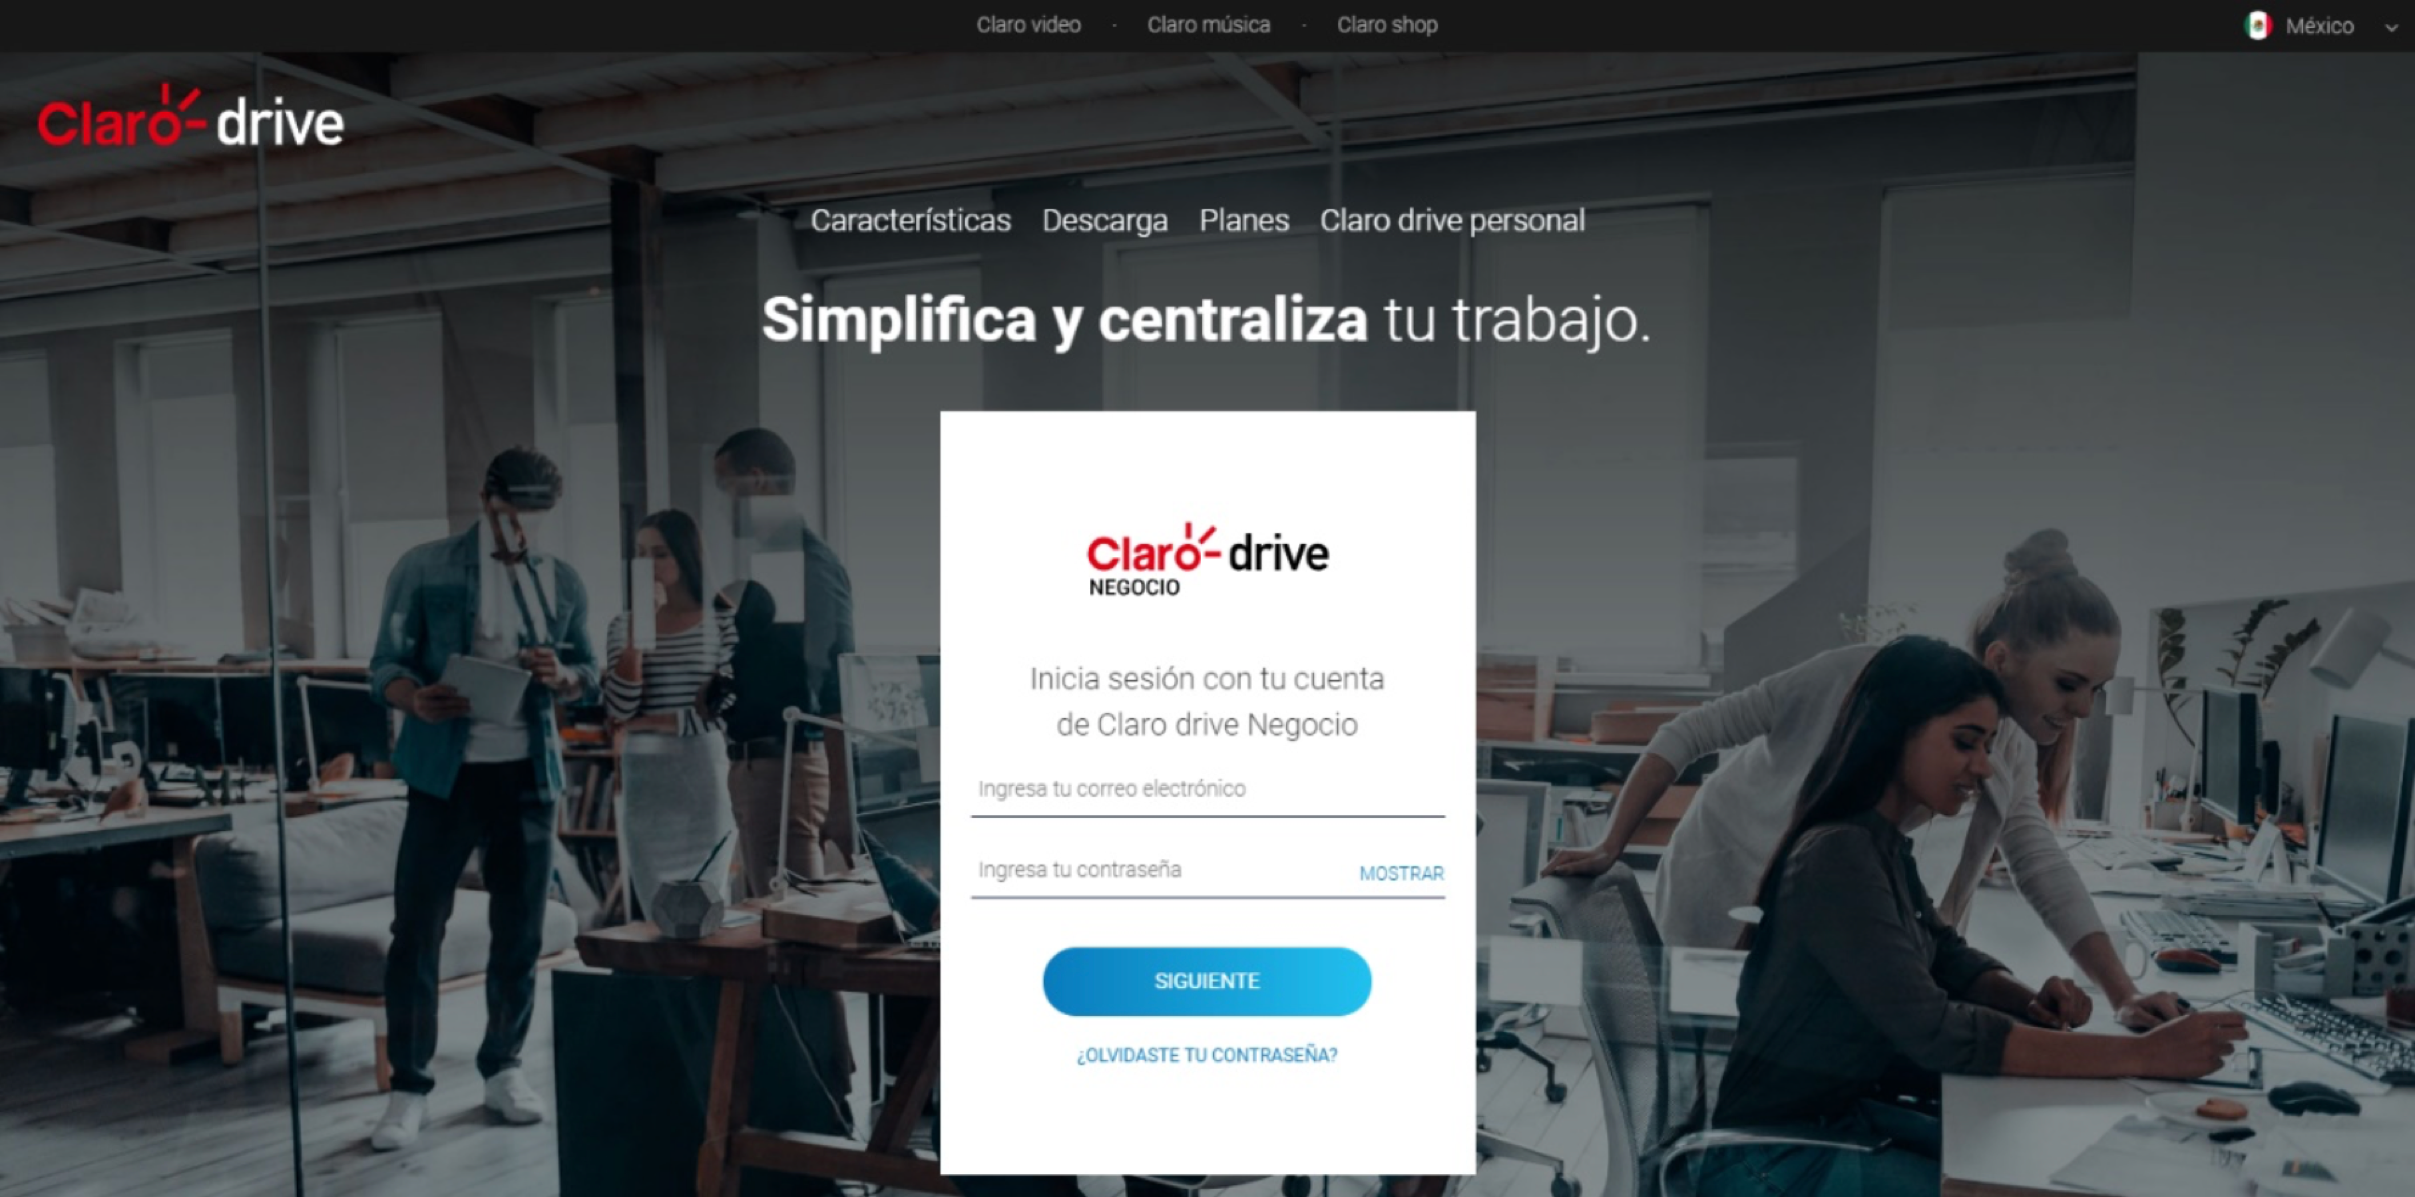 Claro video · Claro música · Claro shop
México
Claro drive
Características Descarga Planes Claro drive personal
Simplifica y centraliza tu trabajo.
Claro drive
NEGOCIO
Inicia sesión con tu cuenta
de Claro drive Negocio
Ingresa tu correo electrónico
Ingresa tu contraseña MOSTRAR
SIGUIENTE
¿OLVIDASTE TU CONTRASEÑA?